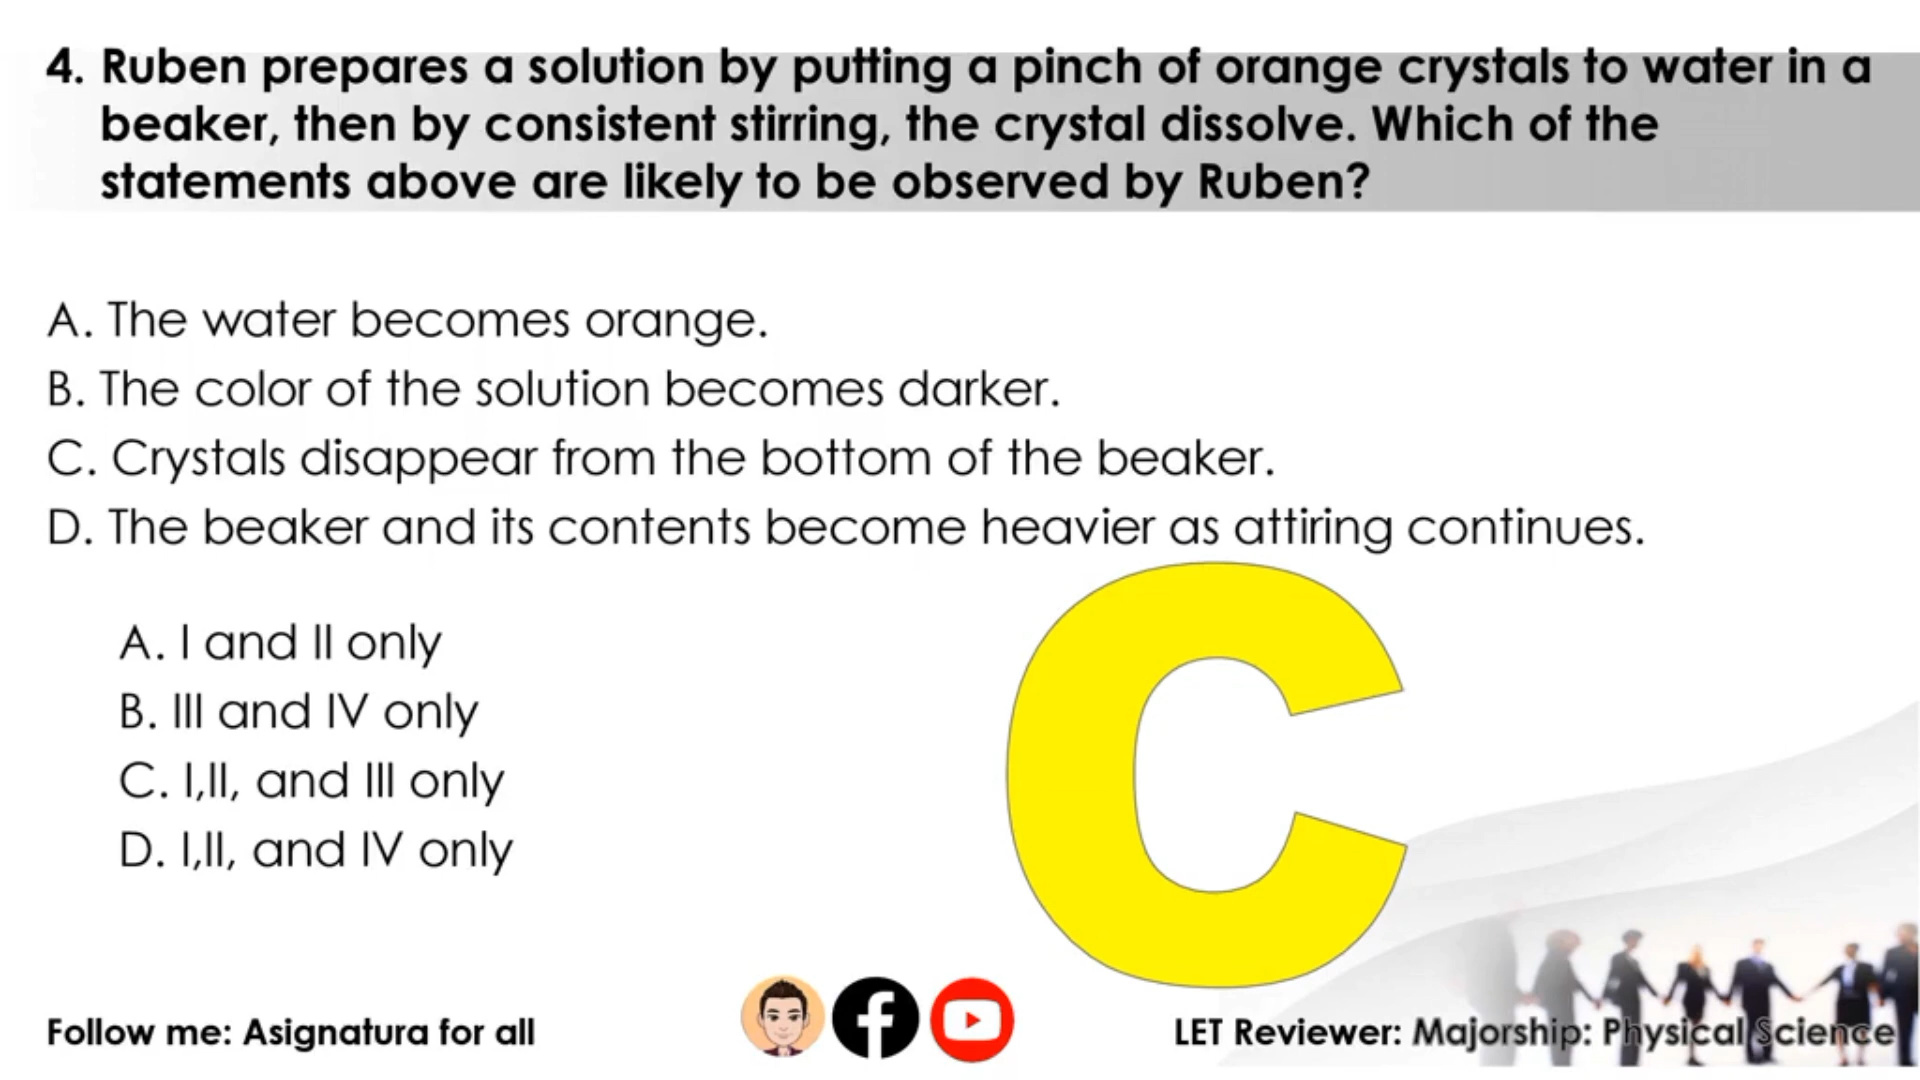 4. Ruben prepares a solution by putting a pinch of orange crystals to water in a
beaker, then by consistent stirring, the crystal dissolve. Which of the
statements above are likely to be observed by Ruben?
A. The water becomes orange.
B. The color of the solution becomes darker.
C. Crystals disappear from the bottom of the beaker.
D. The beaker and its contents become heavier as attiring continues.
A. I and II only
B. III and IV only
C. I,II, and III only
D. I,II, and IV only
C
Follow me: Asignatura for all
LET Reviewer: Majorship: Physical Science